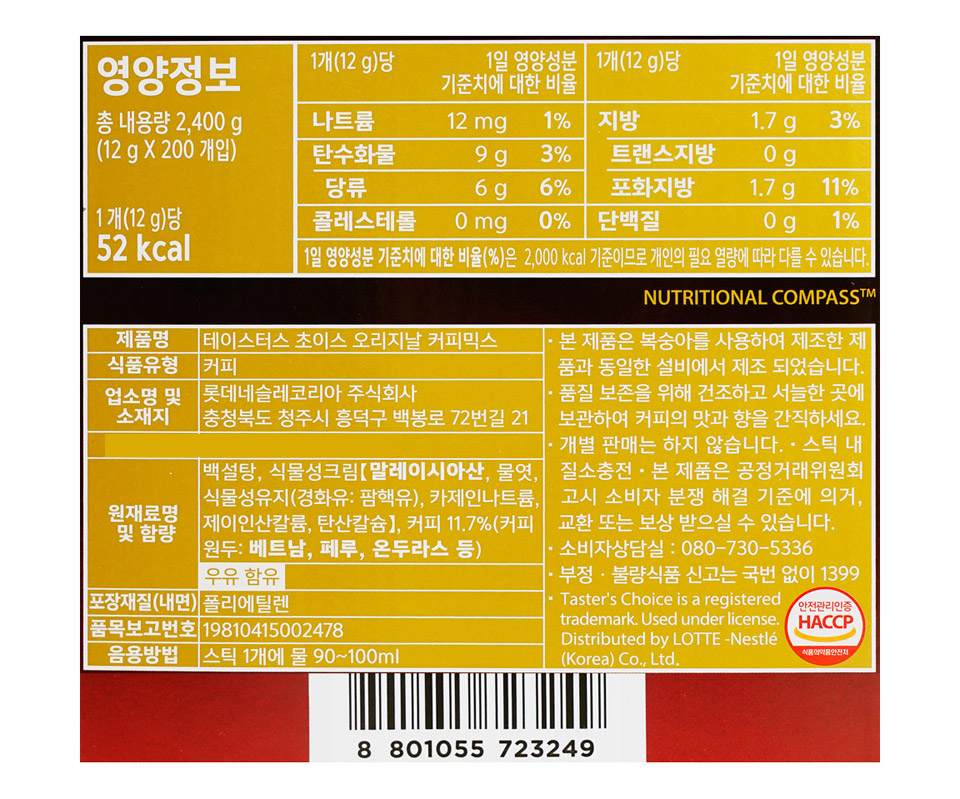 영양정보
총 내용량 2,400 g
(12 g X 200 개입)
1 개(12 g)당
52 kcal
1개(12 g)당 1일 영양성분
기준치에 대한 비율
나트륨 12 mg 1%
탄수화물 9 g 3%
당류 6 g 6%
콜레스테롤 0 mg 0%
1개(12 g)당 1일 영양성분
기준치에 대한 비율
지방 1.7 g 3%
트랜스지방 0 g
포화지방 1.7 g 11%
단백질 0 g 1%
1일 영양성분 기준치에 대한 비율(%)은 2,000 kcal 기준이므로 개인의 필요 열량에 따라 다를 수 있습니다.
NUTRITIONAL COMPASS™
제품명 테이스터스 초이스 오리지날 커피믹스
식품유형 커피
업소명 및
소재지
롯데네슬레코리아 주식회사
충청북도 청주시 흥덕구 백봉로 72번길 21
원재료명
및 함량
백설탕, 식물성크림【말레이시아산, 물엿,
식물성유지(경화유: 팜핵유), 카제인나트륨,
제이인산칼륨, 탄산칼슘】, 커피 11.7%(커피
원두: 베트남, 페루, 온두라스 등)
우유 함유
포장재질(내면) 폴리에틸렌
품목보고번호 19810415002478
음용방법 스틱 1개에 물 90~100ml
· 본 제품은 복숭아를 사용하여 제조한 제
품과 동일한 설비에서 제조 되었습니다.
· 품질 보존을 위해 건조하고 서늘한 곳에
보관하여 커피의 맛과 향을 간직하세요.
· 개별 판매는 하지 않습니다. · 스틱 내
질소충전 · 본 제품은 공정거래위원회
고시 소비자 분쟁 해결 기준에 의거,
교환 또는 보상 받으실 수 있습니다.
· 소비자상담실 : 080-730-5336
· 부정 · 불량식품 신고는 국번 없이 1399
· Taster's Choice is a registered
trademark. Used under license.
Distributed by LOTTE -Nestlé
(Korea) Co., Ltd.
안전관리인증
HACCP
식품의약품안전처
8 801055 723249